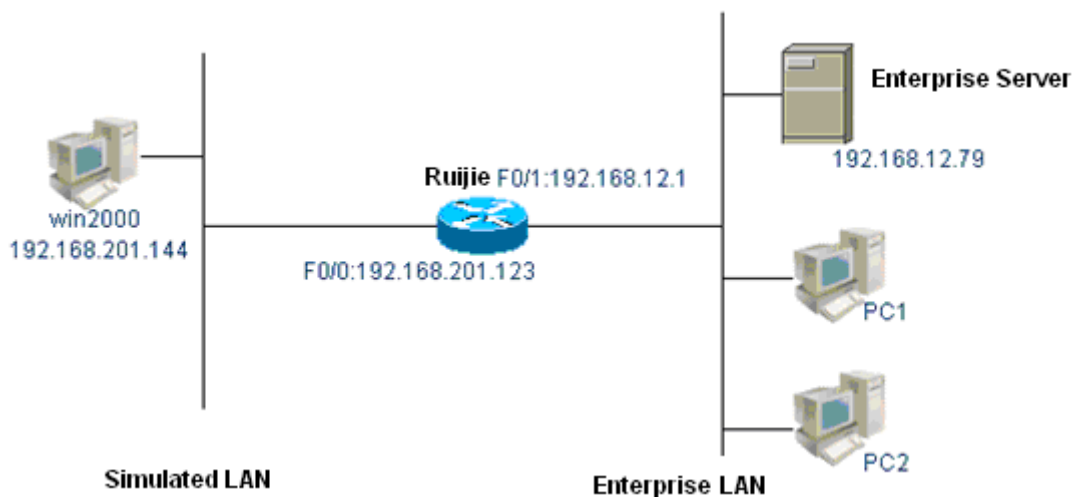 Enterprise Server
192.168.12.79
win2000
192.168.201.144
Ruijie F0/1:192.168.12.1
F0/0:192.168.201.123
PC1
PC2
Simulated LAN
Enterprise LAN